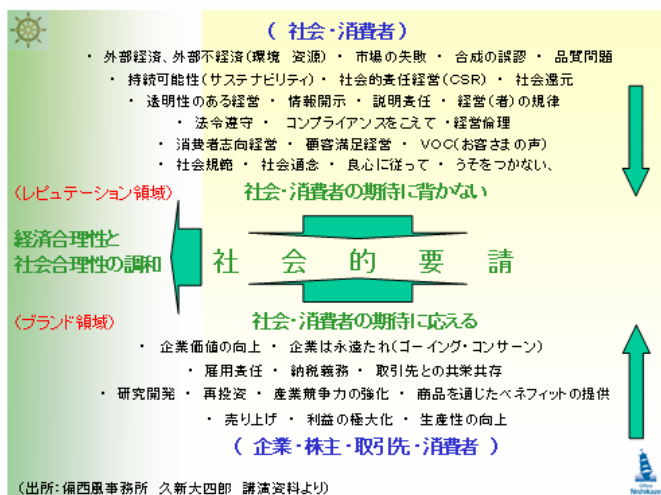 （ 社会・消費者）
・ 外部経済、外部不経済(環境 資源) ・ 市場の失敗 ・ 合成の誤認 ・ 品質問題
・ 持続可能性(サステナビリティ) ・ 社会的責任経営(CSR) ・ 社会還元
・ 透明性のある経営 ・ 情報開示 ・ 説明責任 ・ 経営(者)の規律
・ 法令遵守 ・ コンプライアンスをこえて ・経営倫理
・ 消費者志向経営 ・ 顧客満足経営 ・ VOC(お客さまの声)
・ 社会規範 ・ 社会通念 ・ 良心に従って ・ うそをつかない、
(レピュテーション領域)
社会・消費者の期待に背かない
経済合理性と
社会合理性の調和
社 会 的 要 請
(ブランド領域)
社会・消費者の期待に応える
・ 企業価値の向上 ・ 企業は永遠たれ(ゴーイング・コンサーン)
・ 雇用責任 ・ 納税義務 ・ 取引先との共栄共存
・ 研究開発 ・ 再投資 ・ 産業競争力の強化 ・ 商品を通じたベネフィットの提供
・ 売り上げ ・ 利益の極大化 ・ 生産性の向上
（ 企業・株主・取引先・消費者 ）
(出所：偏西風事務所 久新大四郎 講演資料より)
Office
Nishikaze